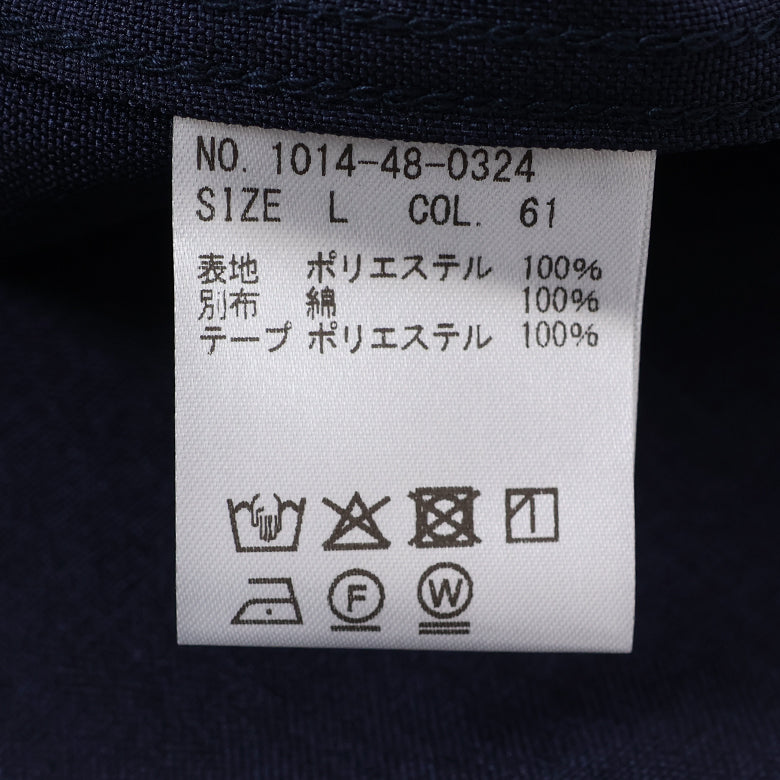 NO. 1014-48-0324
SIZE L COL. 61
表地 ポリエステル 100%
別布 綿 100%
テープ ポリエステル 100%
F W